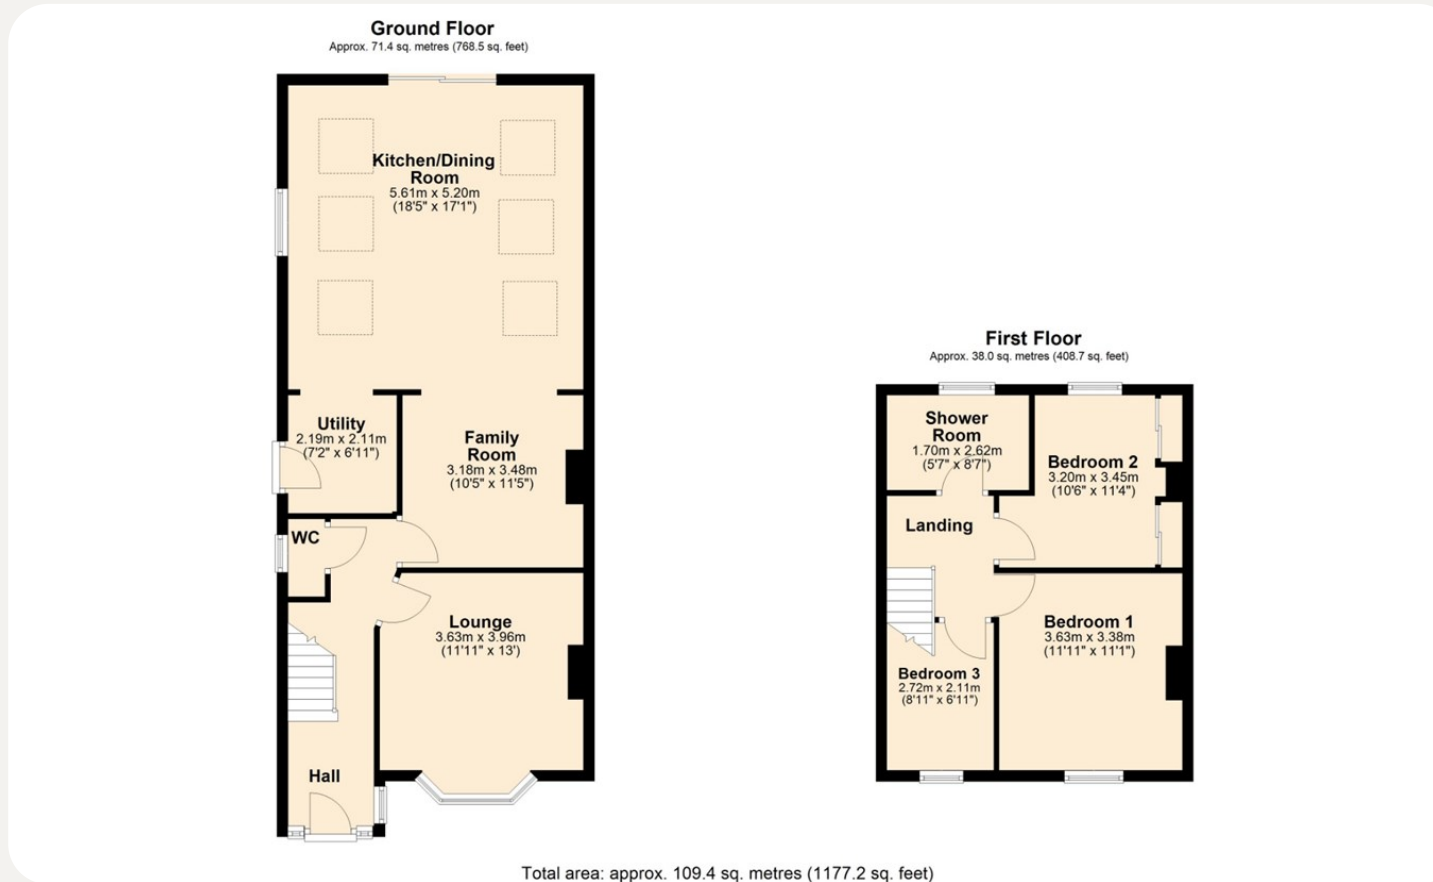 Ground Floor
Approx. 71.4 sq. metres (768.5 sq. feet)
Kitchen/Dining
Room
5.61m x 5.20m
(18'5" x 17'1")
Utility
2.19m x 2.11m
(7'2" x 6'11")
Family
Room
3.18m x 3.48m
(10'5" x 11'5")
WC
Lounge
3.63m x 3.96m
(11'11" x 13')
Hall
First Floor
Approx. 38.0 sq. metres (408.7 sq. feet)
Shower
Room
1.70m x 2.62m
(5'7" x 8'7")
Bedroom 2
3.20m x 3.45m
(10'6" x 11'4")
Landing
Bedroom 1
3.63m x 3.38m
(11'11" x 11'1")
Bedroom 3
2.72m x 2.11m
(8'11" x 6'11")
Total area: approx. 109.4 sq. metres (1177.2 sq. feet)